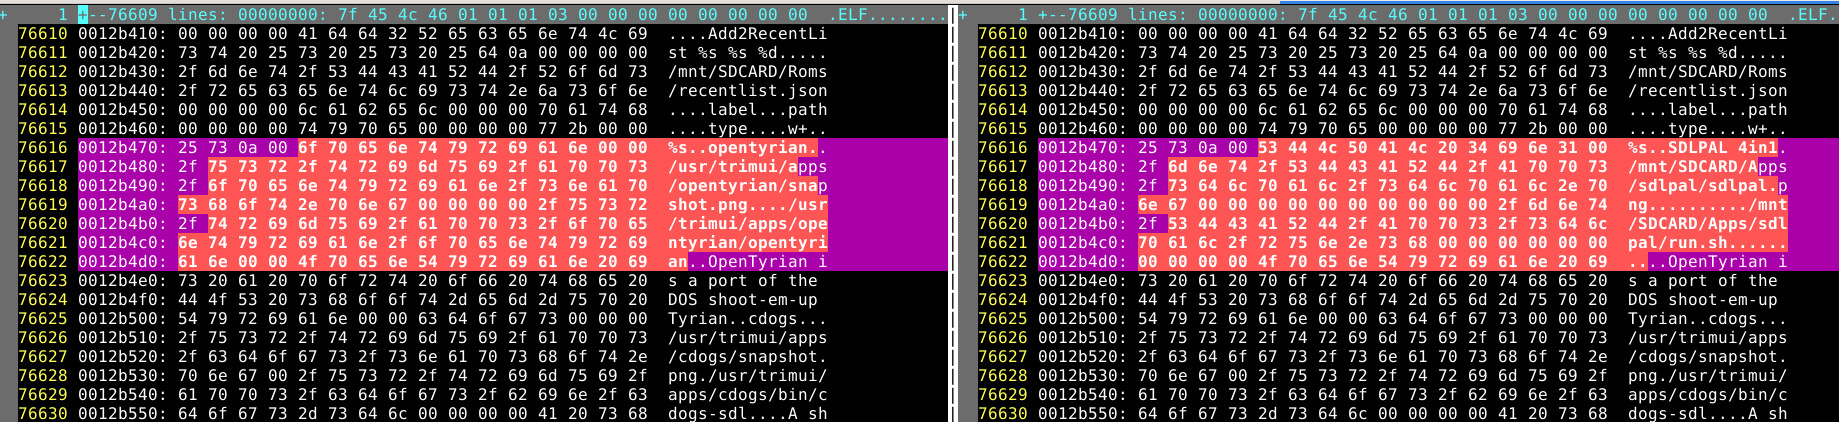 + 1 +--76609 lines: 00000000: 7f 45 4c 46 01 01 01 03 00 00 00 00 00 00 00 00 .ELF........
76610 0012b410: 00 00 00 00 41 64 64 32 52 65 63 65 6e 74 4c 69 ....Add2RecentLi
76611 0012b420: 73 74 20 25 73 20 25 73 20 25 64 0a 00 00 00 00 st %s %s %d.....
76612 0012b430: 2f 6d 6e 74 2f 53 44 43 41 52 44 2f 52 6f 6d 73 /mnt/SDCARD/Roms
76613 0012b440: 2f 72 65 63 65 6e 74 6c 69 73 74 2e 6a 73 6f 6e /recentlist.json
76614 0012b450: 00 00 00 00 6c 61 62 65 6c 00 00 00 70 61 74 68 ....label...path
76615 0012b460: 00 00 00 00 74 79 70 65 00 00 00 00 77 2b 00 00 ....type....w+..
76616 0012b470: 25 73 0a 00 6f 70 65 6e 74 79 72 69 61 6e 00 00 %s..opentyrian..
76617 0012b480: 2f 75 73 72 2f 74 72 69 6d 75 69 2f 61 70 70 73 /usr/trimui/apps
76618 0012b490: 2f 6f 70 65 6e 74 79 72 69 61 6e 2f 73 6e 61 70 /opentyrian/snap
76619 0012b4a0: 73 68 6f 74 2e 70 6e 67 00 00 00 00 2f 75 73 72 shot.png..../usr
76620 0012b4b0: 2f 74 72 69 6d 75 69 2f 61 70 70 73 2f 6f 70 65 /trimui/apps/ope
76621 0012b4c0: 6e 74 79 72 69 61 6e 2f 6f 70 65 6e 74 79 72 69 ntyrian/opentyri
76622 0012b4d0: 61 6e 00 00 4f 70 65 6e 54 79 72 69 61 6e 20 69 an..OpenTyrian i
76623 0012b4e0: 73 20 61 20 70 6f 72 74 20 6f 66 20 74 68 65 20 s a port of the
76624 0012b4f0: 44 4f 53 20 73 68 6f 6f 74 2d 65 6d 2d 75 70 20 DOS shoot-em-up
76625 0012b500: 54 79 72 69 61 6e 00 00 63 64 6f 67 73 00 00 00 Tyrian..cdogs...
76626 0012b510: 2f 75 73 72 2f 74 72 69 6d 75 69 2f 61 70 70 73 /usr/trimui/apps
76627 0012b520: 2f 63 64 6f 67 73 2f 73 6e 61 70 73 68 6f 74 2e /cdogs/snapshot.
76628 0012b530: 70 6e 67 00 2f 75 73 72 2f 74 72 69 6d 75 69 2f png./usr/trimui/
76629 0012b540: 61 70 70 73 2f 63 64 6f 67 73 2f 62 69 6e 2f 63 apps/cdogs/bin/c
76630 0012b550: 64 6f 67 73 2d 73 64 6c 00 00 00 00 41 20 73 68 dogs-sdl....A sh
+ 1 +--76609 lines: 00000000: 7f 45 4c 46 01 01 01 03 00 00 00 00 00 00 00 00 .ELF.
76610 0012b410: 00 00 00 00 41 64 64 32 52 65 63 65 6e 74 4c 69 ....Add2RecentLi
76611 0012b420: 73 74 20 25 73 20 25 73 20 25 64 0a 00 00 00 00 st %s %s %d.....
76612 0012b430: 2f 6d 6e 74 2f 53 44 43 41 52 44 2f 52 6f 6d 73 /mnt/SDCARD/Roms
76613 0012b440: 2f 72 65 63 65 6e 74 6c 69 73 74 2e 6a 73 6f 6e /recentlist.json
76614 0012b450: 00 00 00 00 6c 61 62 65 6c 00 00 00 70 61 74 68 ....label...path
76615 0012b460: 00 00 00 00 74 79 70 65 00 00 00 00 77 2b 00 00 ....type....w+..
76616 0012b470: 25 73 0a 00 53 44 4c 50 41 4c 20 34 69 6e 31 00 %s..SDLPAL 4in1.
76617 0012b480: 2f 6d 6e 74 2f 53 44 43 41 52 44 2f 41 70 70 73 /mnt/SDCARD/Apps
76618 0012b490: 2f 73 64 6c 70 61 6c 2f 73 64 6c 70 61 6c 2e 70 /sdlpal/sdlpal.p
76619 0012b4a0: 6e 67 00 00 00 00 00 00 00 00 00 00 2f 6d 6e 74 ng........../mnt
76620 0012b4b0: 2f 53 44 43 41 52 44 2f 41 70 70 73 2f 73 64 6c /SDCARD/Apps/sdl
76621 0012b4c0: 70 61 6c 2f 72 75 6e 2e 73 68 00 00 00 00 00 00 pal/run.sh......
76622 0012b4d0: 00 00 00 00 4f 70 65 6e 54 79 72 69 61 6e 20 69 ....OpenTyrian i
76623 0012b4e0: 73 20 61 20 70 6f 72 74 20 6f 66 20 74 68 65 20 s a port of the
76624 0012b4f0: 44 4f 53 20 73 68 6f 6f 74 2d 65 6d 2d 75 70 20 DOS shoot-em-up
76625 0012b500: 54 79 72 69 61 6e 00 00 63 64 6f 67 73 00 00 00 Tyrian..cdogs...
76626 0012b510: 2f 75 73 72 2f 74 72 69 6d 75 69 2f 61 70 70 73 /usr/trimui/apps
76627 0012b520: 2f 63 64 6f 67 73 2f 73 6e 61 70 73 68 6f 74 2e /cdogs/snapshot.
76628 0012b530: 70 6e 67 00 2f 75 73 72 2f 74 72 69 6d 75 69 2f png./usr/trimui/
76629 0012b540: 61 70 70 73 2f 63 64 6f 67 73 2f 62 69 6e 2f 63 apps/cdogs/bin/c
76630 0012b550: 64 6f 67 73 2d 73 64 6c 00 00 00 00 41 20 73 68 dogs-sdl....A sh